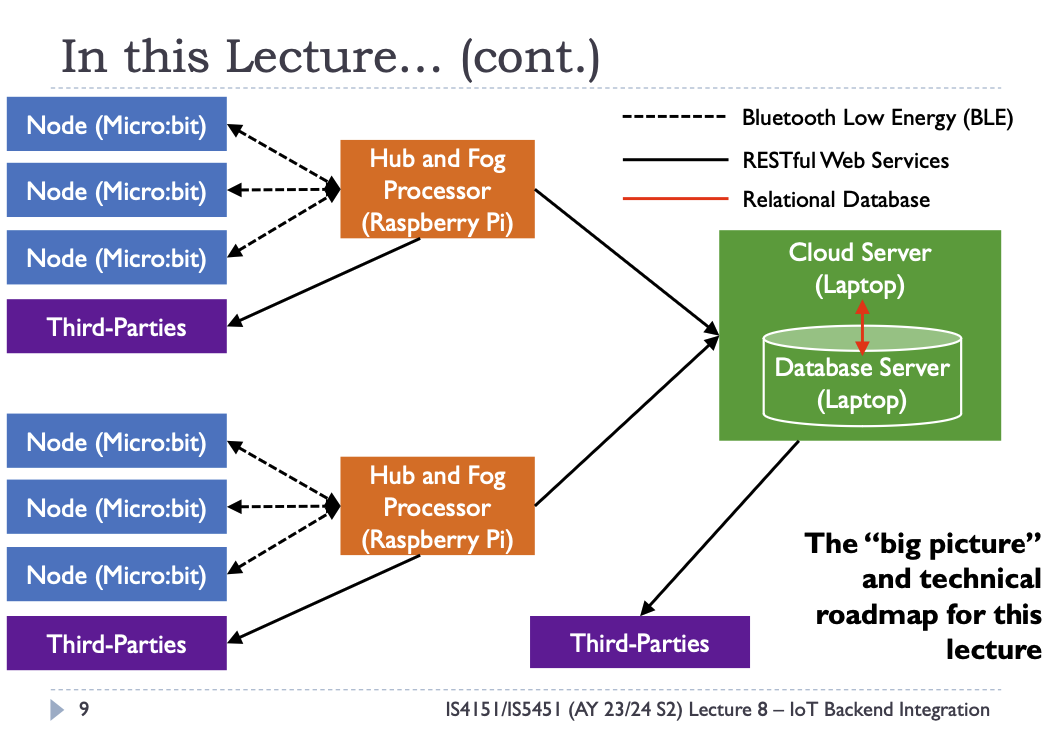 In this Lecture... (cont.)
Node (Micro:bit)
Node (Micro:bit)
Node (Micro:bit)
Third-Parties
Hub and Fog
Processor
(Raspberry Pi)
Bluetooth Low Energy (BLE)
RESTful Web Services
Relational Database
Cloud Server
(Laptop)
Database Server
(Laptop)
Node (Micro:bit)
Node (Micro:bit)
Node (Micro:bit)
Third-Parties
Hub and Fog
Processor
(Raspberry Pi)
Third-Parties
The “big picture”
and technical
roadmap for this
lecture
9
IS4151/IS5451 (AY 23/24 S2) Lecture 8 – IoT Backend Integration